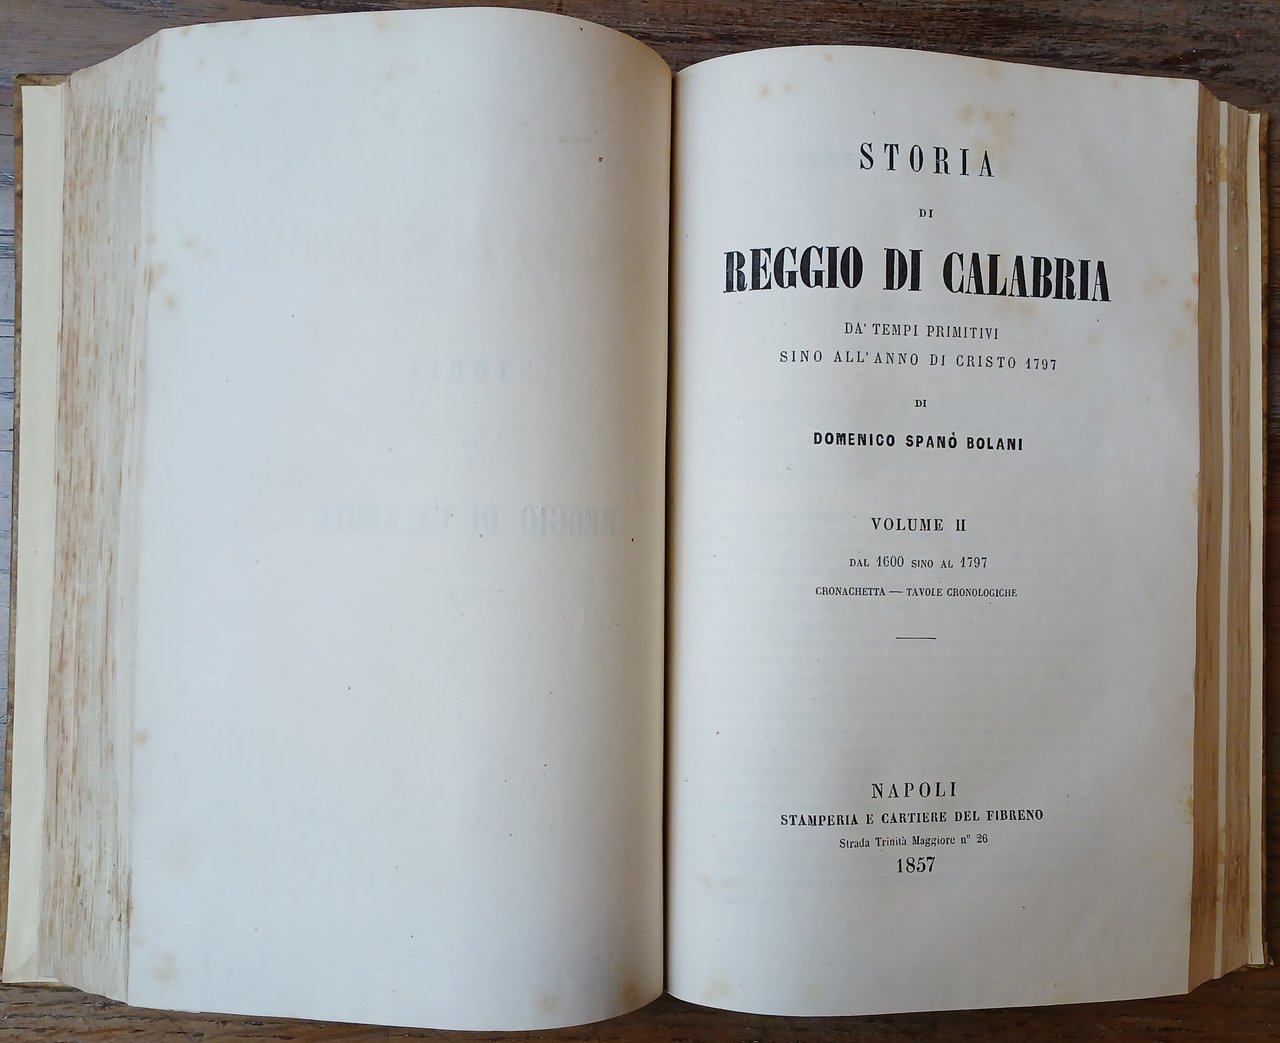 STORIA
DI
REGGIO DI CALABRIA
DA' TEMPI PRIMITIVI
SINO ALL'ANNO DI CRISTO 1797
DI
DOMENICO SPANÒ BOLANI
VOLUME II
DAL 1600 SINO AL 1797
CRONACHETTA — TAVOLE CRONOLOGICHE
NAPOLI
STAMPERIA E CARTIERE DEL FIBRENO
Strada Trinità Maggiore n° 26
1857